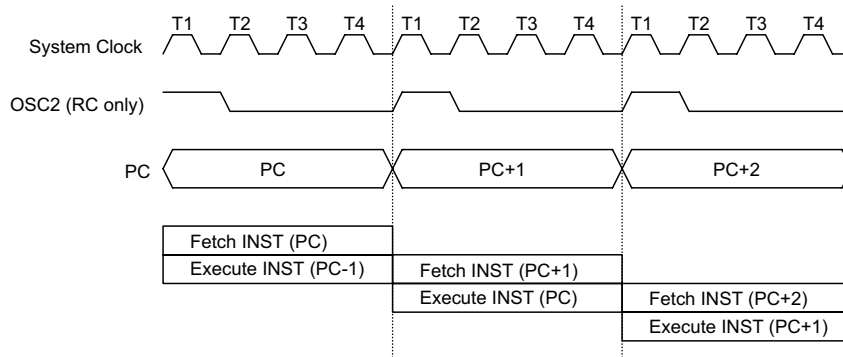 T1 T2 T3 T4 T1 T2 T3 T4 T1 T2 T3 T4
System Clock
OSC2 (RC only)
PC PC PC+1 PC+2
Fetch INST (PC)
Execute INST (PC-1) Fetch INST (PC+1)
Execute INST (PC) Fetch INST (PC+2)
Execute INST (PC+1)